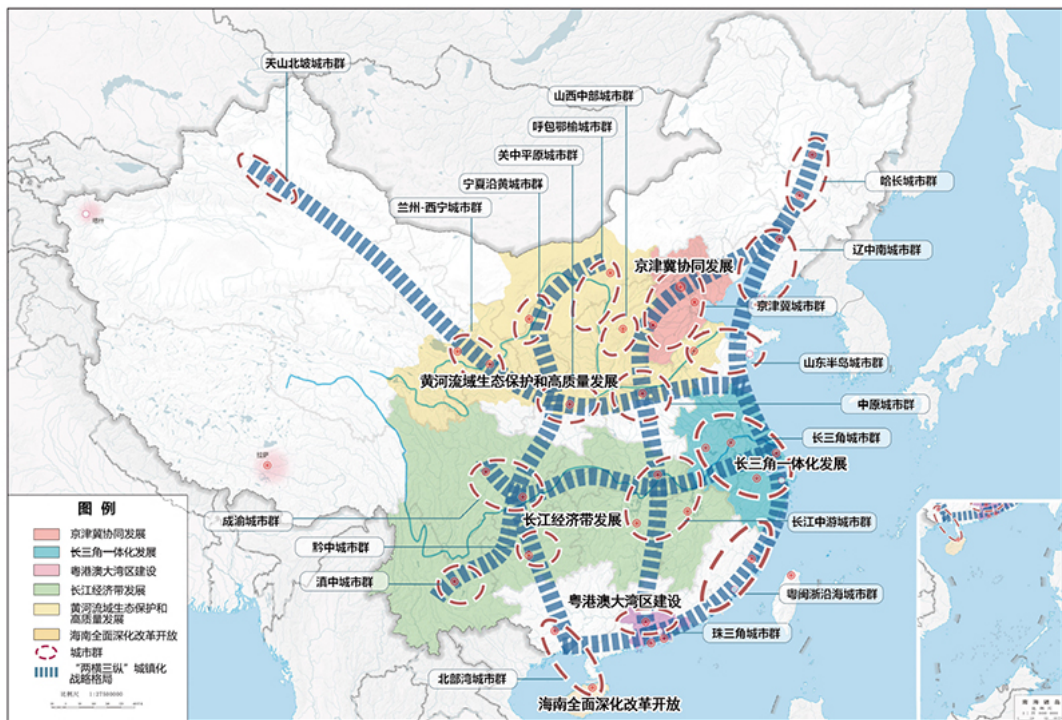 天山北坡城市群
山西中部城市群
呼包鄂榆城市群
关中平原城市群
宁夏沿黄城市群
兰州-西宁城市群
哈长城市群
辽中南城市群
京津冀协同发展
京津冀城市群
山东半岛城市群
黄河流域生态保护和高质量发展
中原城市群
长三角城市群
长三角一体化发展
拉萨
成渝城市群
长江经济带发展
长江中游城市群
黔中城市群
滇中城市群
粤闽浙沿海城市群
粤港澳大湾区建设
珠三角城市群
北部湾城市群
海南全面深化改革开放
图 例
京津冀协同发展
长三角一体化发展
粤港澳大湾区建设
长江经济带发展
黄河流域生态保护和
高质量发展
海南全面深化改革开放
城市群
“两横三纵”城镇化
战略格局
比例尺 1:27500000